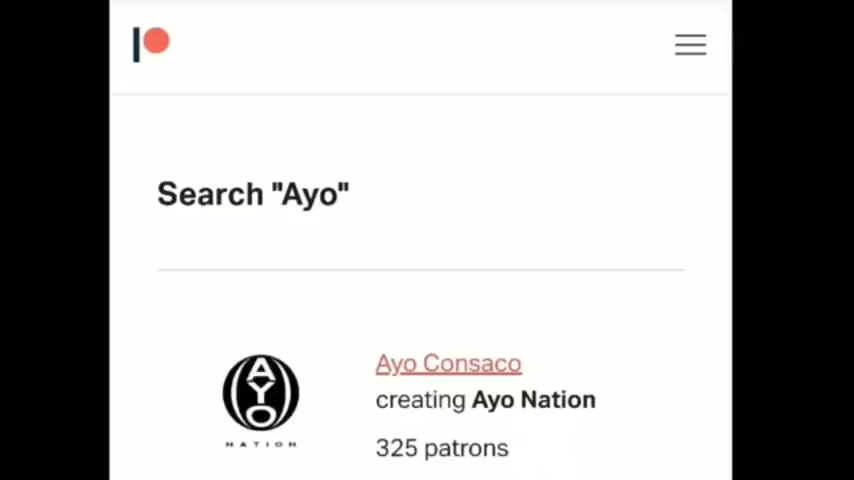 Search "Ayo"
AYO
NATION
Ayo Consaco
creating Ayo Nation
325 patrons